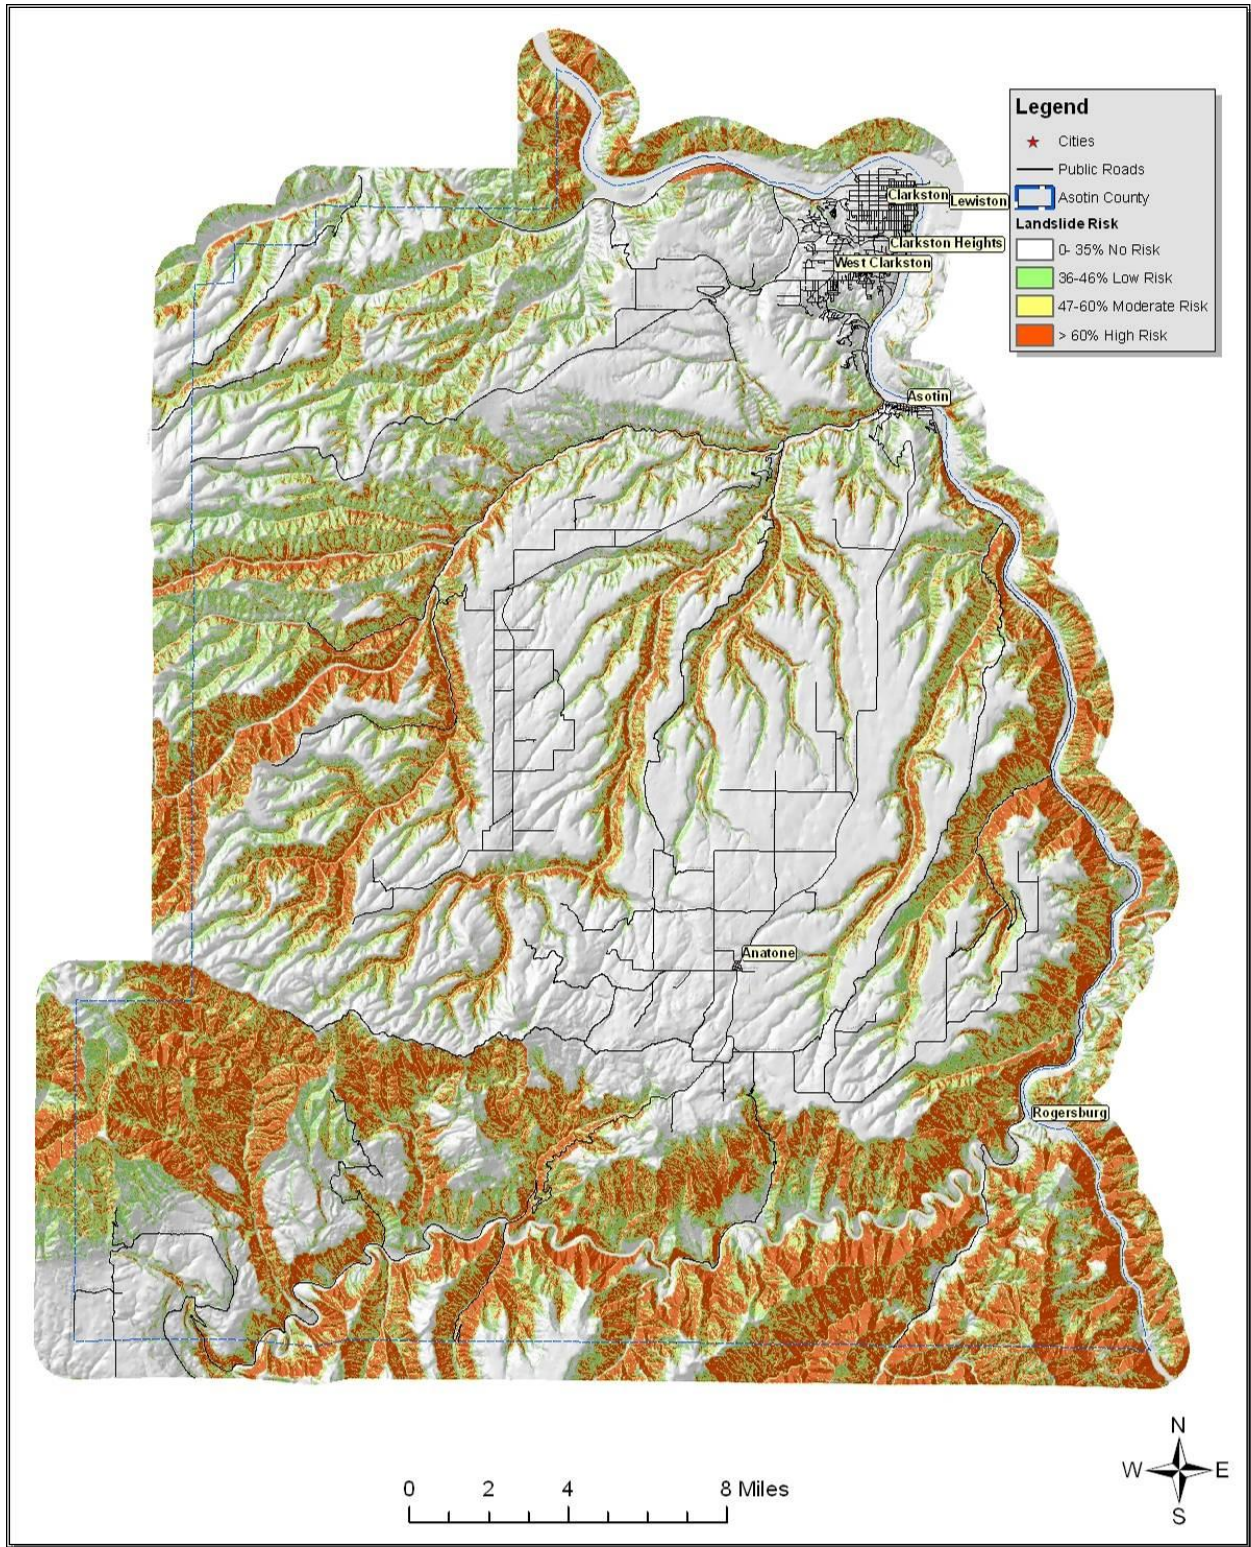 Legend
Cities
Public Roads
Asotin County
Landslide Risk
0- 35% No Risk
36-46% Low Risk
47-60% Moderate Risk
> 60% High Risk
Clarkston
Lewiston
Clarkston Heights
West Clarkston
Asotin
Anatone
Rogersburg
0 2 4 8 Miles
N
W E
S